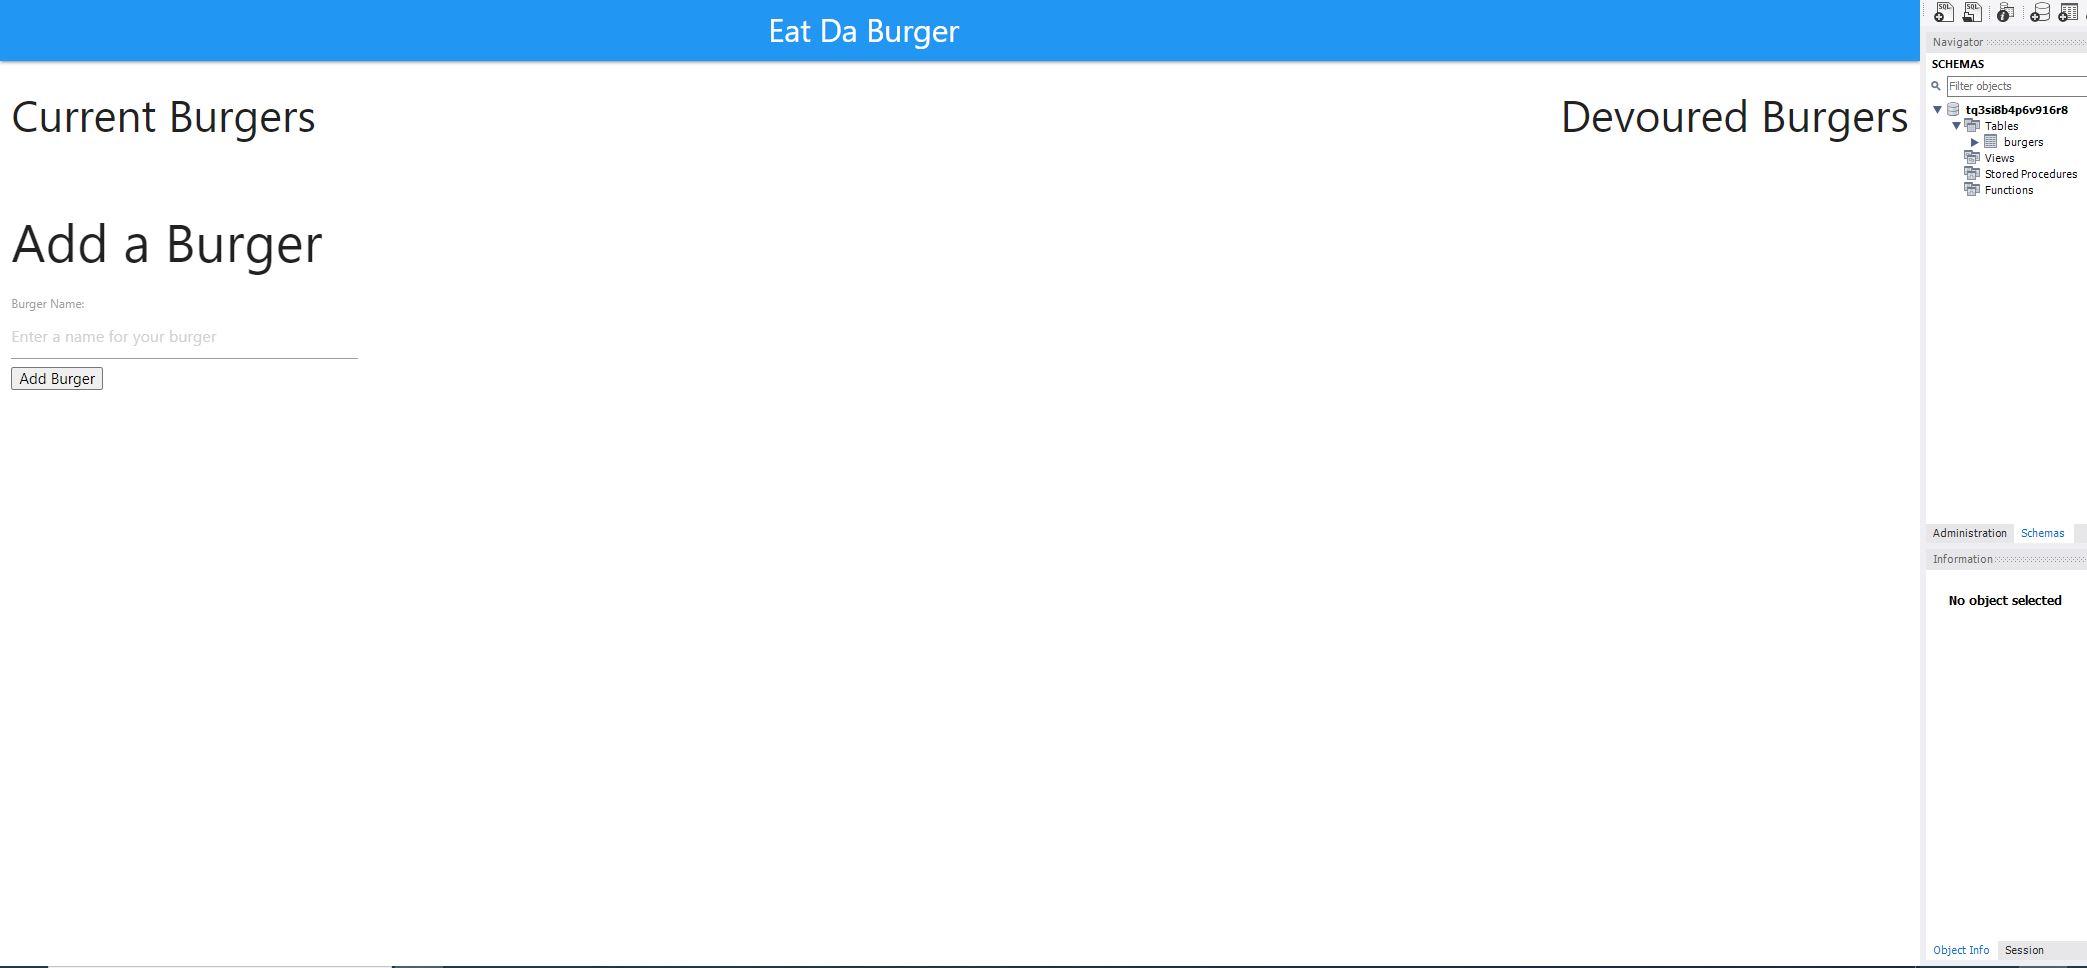 Eat Da Burger
Current Burgers
Devoured Burgers
Add a Burger
Burger Name:
Enter a name for your burger
Add Burger
SQL SQL
Navigator
SCHEMAS
Filter objects
tq3si8b4p6v916r8
Tables
burgers
Views
Stored Procedures
Functions
Administration Schemas
Information
No object selected
Object Info Session